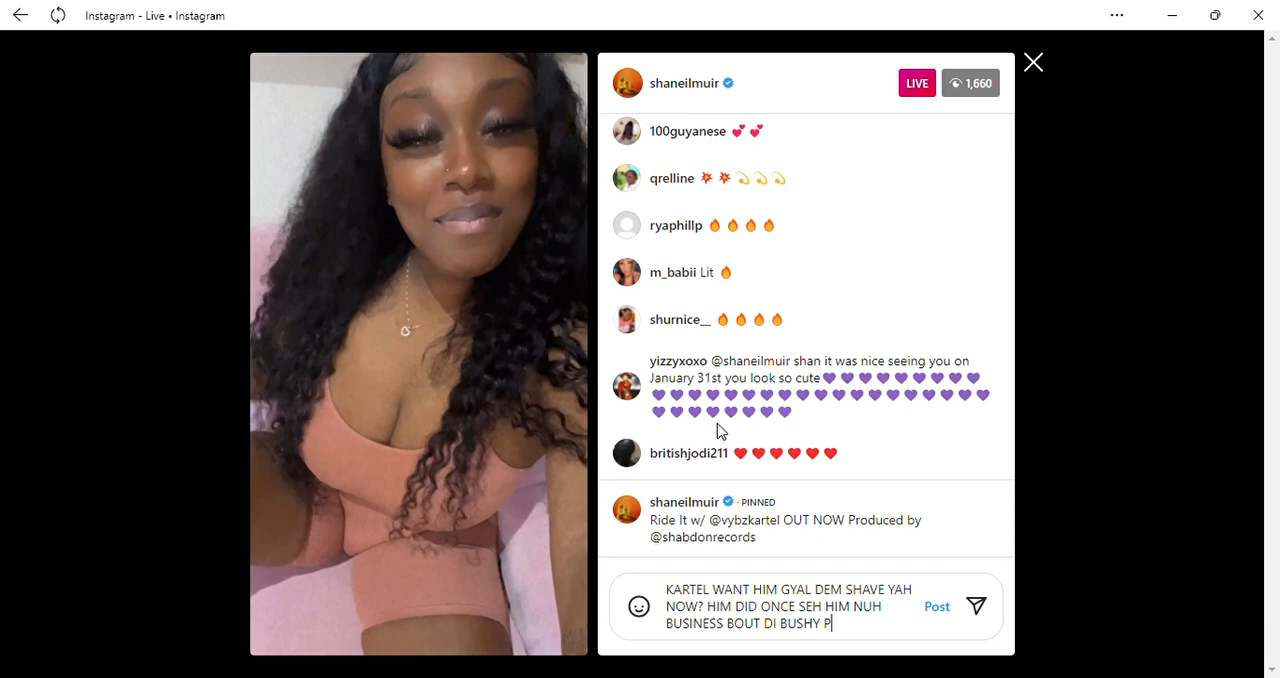 Instagram - Live • Instagram
shaneilmuir
LIVE
1,660
100guyanese 💕 💕
qrelline 💥 💥 💫 💫 💫
ryaphillp 🔥 🔥 🔥 🔥
m_babii Lit 🔥
shurnice__ 🔥 🔥 🔥 🔥
yizzyxoxo @shaneilmuir shan it was nice seeing you on
January 31st you look so cute💜 💜 💜 💜 💜 💜 💜 💜 💜
💜 💜 💜 💜 💜 💜 💜 💜 💜 💜 💜 💜 💜 💜 💜 💜 💜 💜 💜
💜 💜 💜 💜 💜 💜 💜 💜
britishjodi211 ❤️ ❤️ ❤️ ❤️ ❤️ ❤️
shaneilmuir · PINNED
Ride It w/ @vybzkartel OUT NOW Produced by
@shabdonrecords
KARTEL WANT HIM GYAL DEM SHAVE YAH
NOW? HIM DID ONCE SEH HIM NUH
BUSINESS BOUT DI BUSHY P
Post